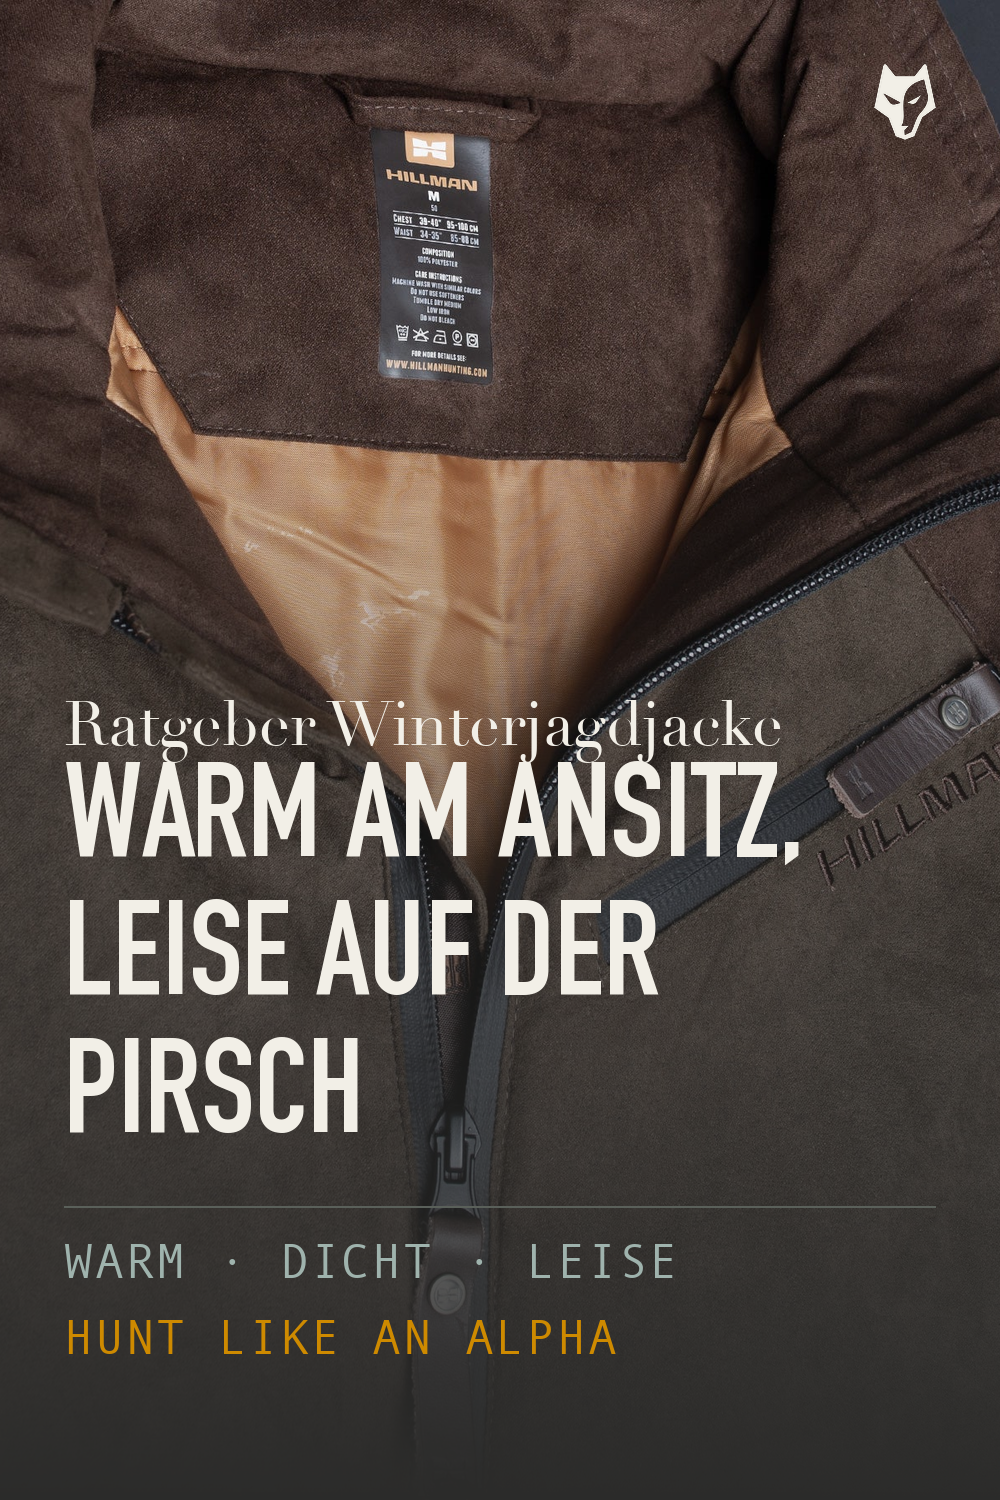 HILLMAN
M
50
CHEST 39-40" 95-100 CM
WAIST 34-35" 85-88 CM
COMPOSITION
100% POLYESTER
CARE INSTRUCTIONS
MACHINE WASH WITH SIMILAR COLORS
DO NOT USE SOFTENERS
TUMBLE DRY MEDIUM
LOW IRON
DO NOT BLEACH
P
FOR MORE DETAILS SEE:
WWW.HILLMANHUNTING.COM
Ratgeber Winterjagdjacke
WARM AM ANSITZ,
LEISE AUF DER
PIRSCH
HILLMAN
WARM · DICHT · LEISE
HUNT LIKE AN ALPHA